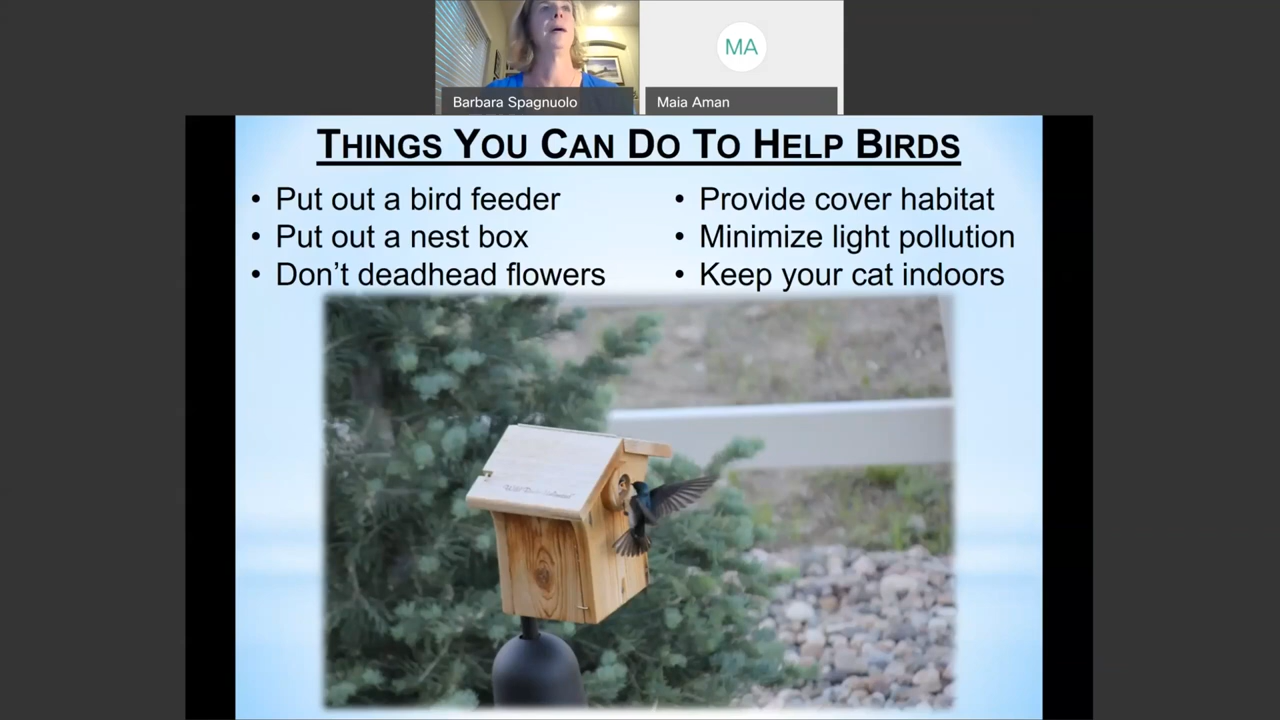 Barbara Spagnuolo
MA
Maia Aman
THINGS YOU CAN DO TO HELP BIRDS
• Put out a bird feeder
• Put out a nest box
• Don’t deadhead flowers
• Provide cover habitat
• Minimize light pollution
• Keep your cat indoors